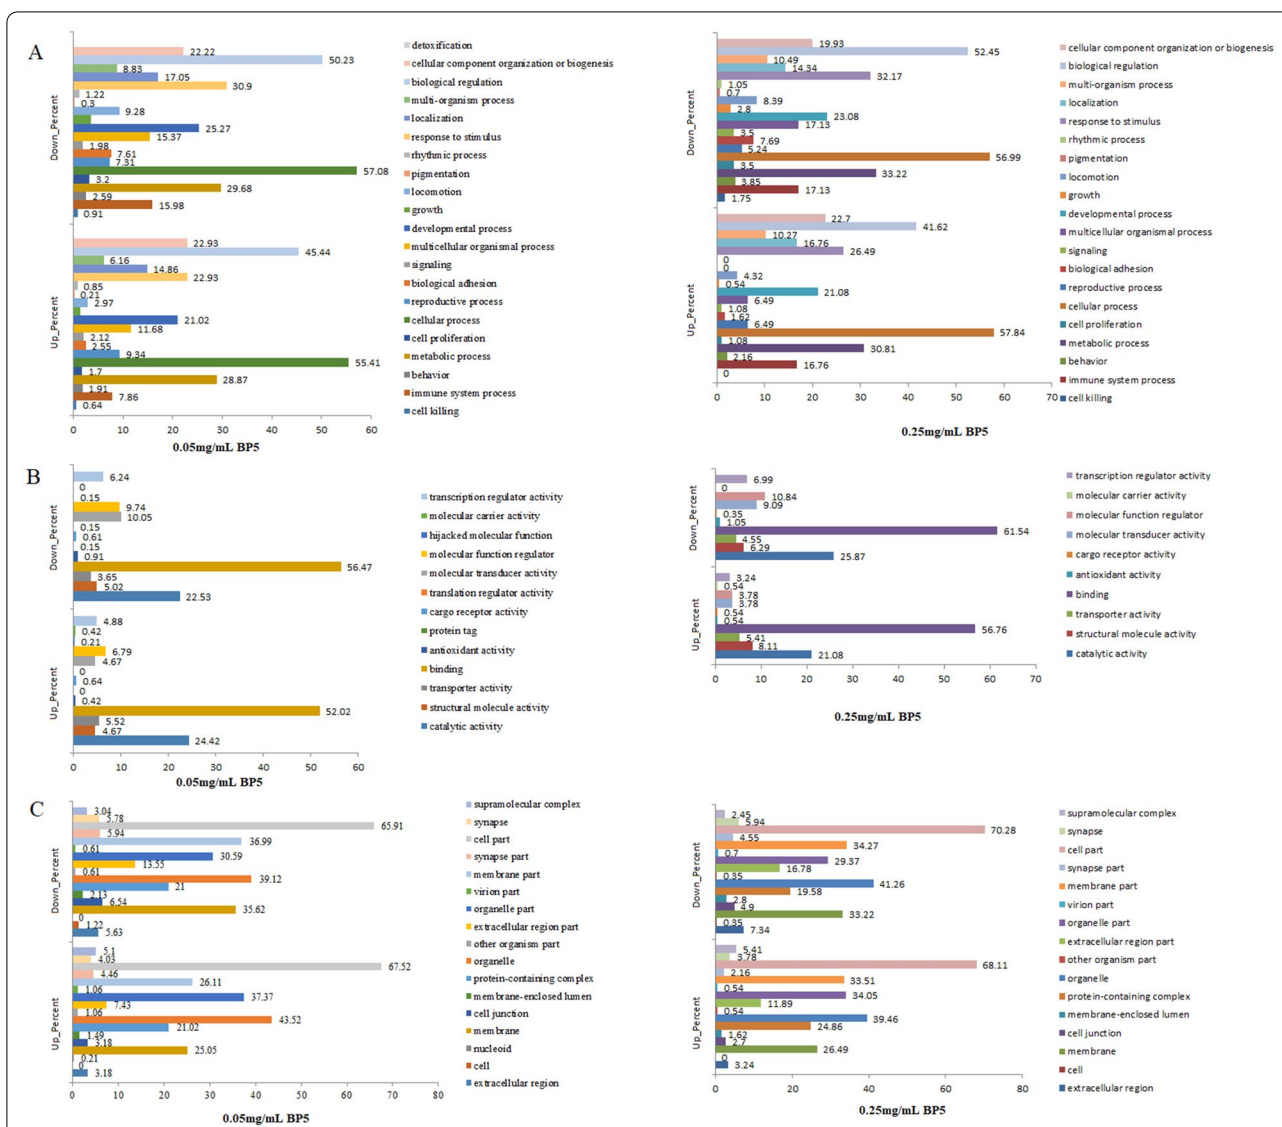 A
22.22
50.23
8.83
17.05
30.9
1.22
0.3
9.28
25.27
15.37
1.98
7.61
7.31
57.08
3.2
29.68
2.59
15.98
0.91
Down_Percent
22.93
45.44
6.16
14.86
22.93
0.85
0.21
2.97
21.02
11.68
2.12
2.55
9.34
55.41
1.7
28.87
1.91
7.86
0.64
Up_Percent
0 10 20 30 40 50 60
0.05mg/mL BP5
detoxification
cellular component organization or biogenesis
biological regulation
multi-organism process
localization
response to stimulus
rhythmic process
pigmentation
locomotion
growth
developmental process
multicellular organismal process
signaling
biological adhesion
reproductive process
cellular process
cell proliferation
metabolic process
behavior
immune system process
cell killing
19.93
52.45
10.49
14.34
32.17
1.05
0.7
8.39
2.8
23.08
17.13
3.5
7.69
5.24
56.99
3.5
33.22
3.85
17.13
1.75
Down_Percent
22.7
41.62
10.27
16.76
26.49
0
0
4.32
0.54
21.08
6.49
1.08
1.62
6.49
57.84
1.08
30.81
2.16
16.76
0
Up_Percent
0 10 20 30 40 50 60 70
0.25mg/mL BP5
cellular component organization or biogenesis
biological regulation
multi-organism process
localization
response to stimulus
rhythmic process
pigmentation
locomotion
growth
developmental process
multicellular organismal process
signaling
biological adhesion
reproductive process
cellular process
cell proliferation
metabolic process
behavior
immune system process
cell killing
B
6.24
0
0.15
9.74
10.05
0.15
0.61
0.15
0.91
56.47
3.65
5.02
22.53
Down_Percent
4.88
0.42
0.21
6.79
4.67
0
0.64
0
0.42
52.02
5.52
4.67
24.42
Up_Percent
0 10 20 30 40 50 60
0.05mg/mL BP5
transcription regulator activity
molecular carrier activity
hijacked molecular function
molecular function regulator
molecular transducer activity
translation regulator activity
cargo receptor activity
protein tag
antioxidant activity
binding
transporter activity
structural molecule activity
catalytic activity
6.99
0
10.84
9.09
0.35
1.05
61.54
4.55
6.29
25.87
Down_Percent
3.24
0.54
3.78
3.78
0.54
0.54
56.76
5.41
8.11
21.08
Up_Percent
0 10 20 30 40 50 60 70
0.25mg/mL BP5
transcription regulator activity
molecular carrier activity
molecular function regulator
molecular transducer activity
cargo receptor activity
antioxidant activity
binding
transporter activity
structural molecule activity
catalytic activity
C
3.04
5.78
65.91
5.94
36.99
0.61
30.59
13.55
0.61
39.12
21
2.13
6.54
35.62
0
1.22
5.63
Down_Percent
5.1
4.03
67.52
4.46
26.11
1.06
37.37
7.43
1.06
43.52
21.02
1.49
3.18
25.05
0.21
0
3.18
Up_Percent
0 10 20 30 40 50 60 70 80
0.05mg/mL BP5
supramolecular complex
synapse
cell part
synapse part
membrane part
virion part
organelle part
extracellular region part
other organism part
organelle
protein-containing complex
membrane-enclosed lumen
cell junction
membrane
nucleoid
cell
extracellular region
2.45
5.94
70.28
4.55
34.27
0.7
29.37
16.78
0.35
41.26
19.58
2.8
4.9
33.22
0.35
7.34
Down_Percent
5.41
3.78
68.11
2.16
33.51
0.54
34.05
11.89
0.54
39.46
24.86
1.62
2.7
26.49
0
3.24
Up_Percent
0 20 40 60 80
0.25mg/mL BP5
supramolecular complex
synapse
cell part
synapse part
membrane part
virion part
organelle part
extracellular region part
other organism part
organelle
protein-containing complex
membrane-enclosed lumen
cell junction
membrane
cell
extracellular region